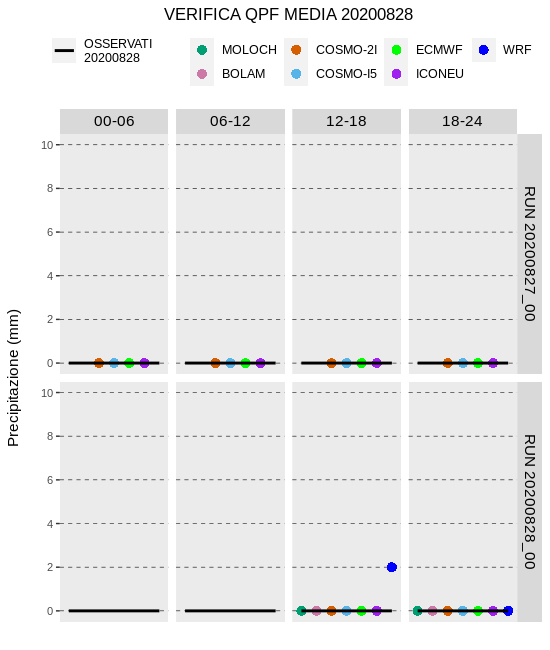 VERIFICA QPF MEDIA 20200828
OSSERVATI
20200828
MOLOCH
COSMO-2I
ECMWF
WRF
BOLAM
COSMO-I5
ICONEU
00-06
06-12
12-18
18-24
Precipitazione (mm)
10
8
6
4
2
0
RUN 20200827_00
10
8
6
4
2
0
RUN 20200828_00